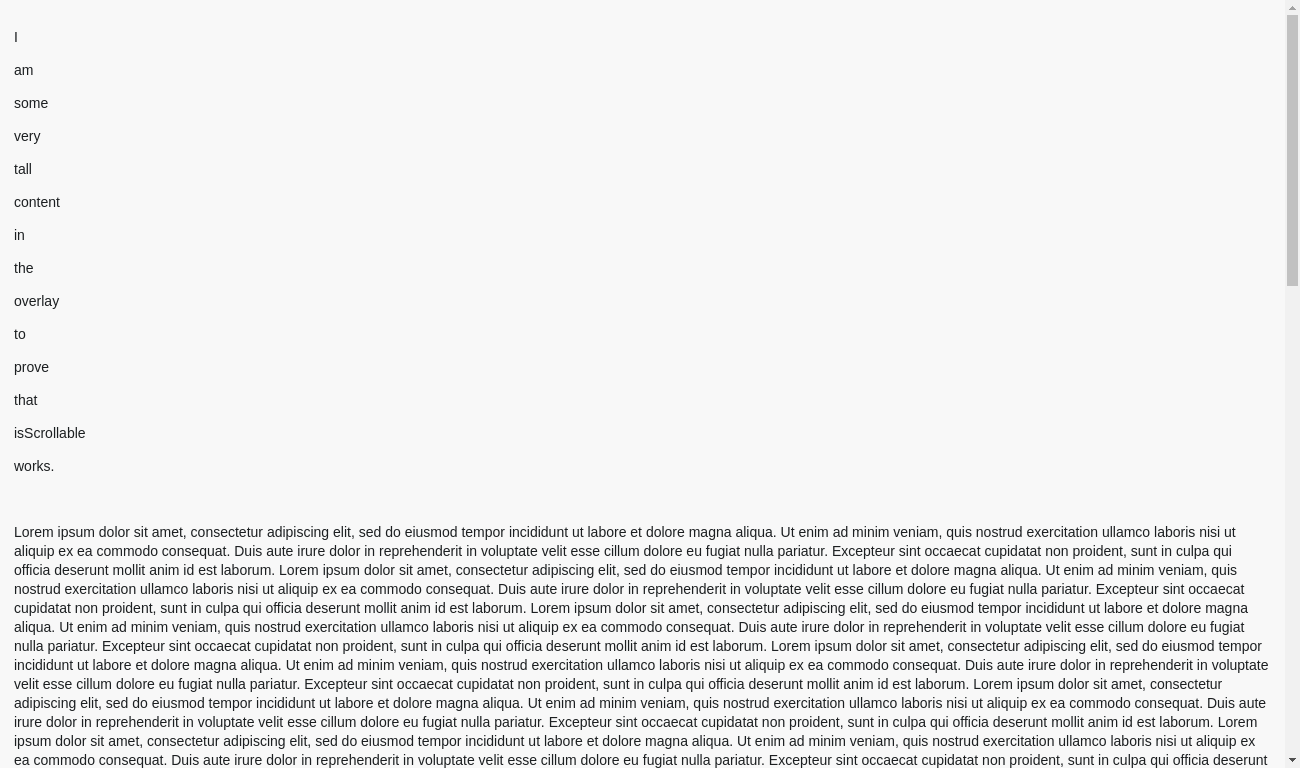 I
am
some
very
tall
content
in
the
overlay
to
prove
that
isScrollable
works.
Lorem ipsum dolor sit amet, consectetur adipiscing elit, sed do eiusmod tempor incididunt ut labore et dolore magna aliqua. Ut enim ad minim veniam, quis nostrud exercitation ullamco laboris nisi ut
aliquip ex ea commodo consequat. Duis aute irure dolor in reprehenderit in voluptate velit esse cillum dolore eu fugiat nulla pariatur. Excepteur sint occaecat cupidatat non proident, sunt in culpa qui
officia deserunt mollit anim id est laborum. Lorem ipsum dolor sit amet, consectetur adipiscing elit, sed do eiusmod tempor incididunt ut labore et dolore magna aliqua. Ut enim ad minim veniam, quis
nostrud exercitation ullamco laboris nisi ut aliquip ex ea commodo consequat. Duis aute irure dolor in reprehenderit in voluptate velit esse cillum dolore eu fugiat nulla pariatur. Excepteur sint occaecat
cupidatat non proident, sunt in culpa qui officia deserunt mollit anim id est laborum. Lorem ipsum dolor sit amet, consectetur adipiscing elit, sed do eiusmod tempor incididunt ut labore et dolore magna
aliqua. Ut enim ad minim veniam, quis nostrud exercitation ullamco laboris nisi ut aliquip ex ea commodo consequat. Duis aute irure dolor in reprehenderit in voluptate velit esse cillum dolore eu fugiat
nulla pariatur. Excepteur sint occaecat cupidatat non proident, sunt in culpa qui officia deserunt mollit anim id est laborum. Lorem ipsum dolor sit amet, consectetur adipiscing elit, sed do eiusmod tempor
incididunt ut labore et dolore magna aliqua. Ut enim ad minim veniam, quis nostrud exercitation ullamco laboris nisi ut aliquip ex ea commodo consequat. Duis aute irure dolor in reprehenderit in voluptate
velit esse cillum dolore eu fugiat nulla pariatur. Excepteur sint occaecat cupidatat non proident, sunt in culpa qui officia deserunt mollit anim id est laborum. Lorem ipsum dolor sit amet, consectetur
adipiscing elit, sed do eiusmod tempor incididunt ut labore et dolore magna aliqua. Ut enim ad minim veniam, quis nostrud exercitation ullamco laboris nisi ut aliquip ex ea commodo consequat. Duis aute
irure dolor in reprehenderit in voluptate velit esse cillum dolore eu fugiat nulla pariatur. Excepteur sint occaecat cupidatat non proident, sunt in culpa qui officia deserunt mollit anim id est laborum. Lorem
ipsum dolor sit amet, consectetur adipiscing elit, sed do eiusmod tempor incididunt ut labore et dolore magna aliqua. Ut enim ad minim veniam, quis nostrud exercitation ullamco laboris nisi ut aliquip ex
ea commodo consequat. Duis aute irure dolor in reprehenderit in voluptate velit esse cillum dolore eu fugiat nulla pariatur. Excepteur sint occaecat cupidatat non proident, sunt in culpa qui officia deserunt